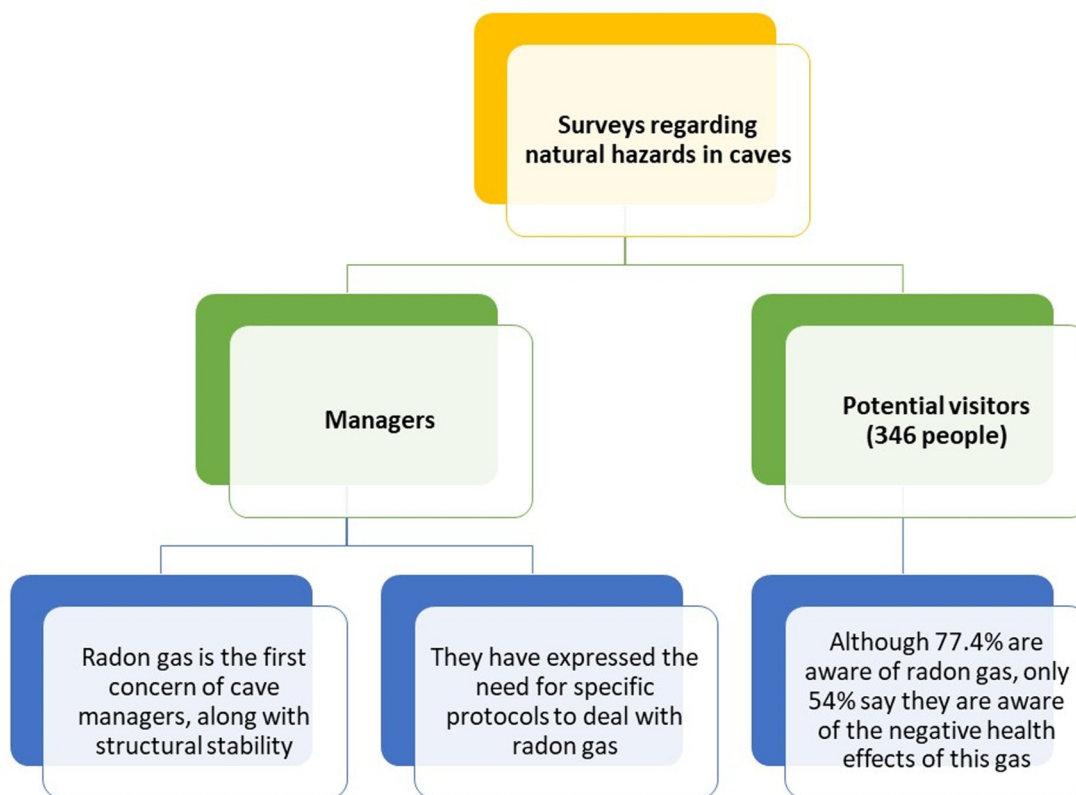 Surveys regarding
natural hazards in caves
Managers
Potential visitors
(346 people)
Radon gas is the first
concern of cave
managers, along with
structural stability
They have expressed the
need for specific
protocols to deal with
radon gas
Although 77.4% are
aware of radon gas, only
54% say they are aware
of the negative health
effects of this gas